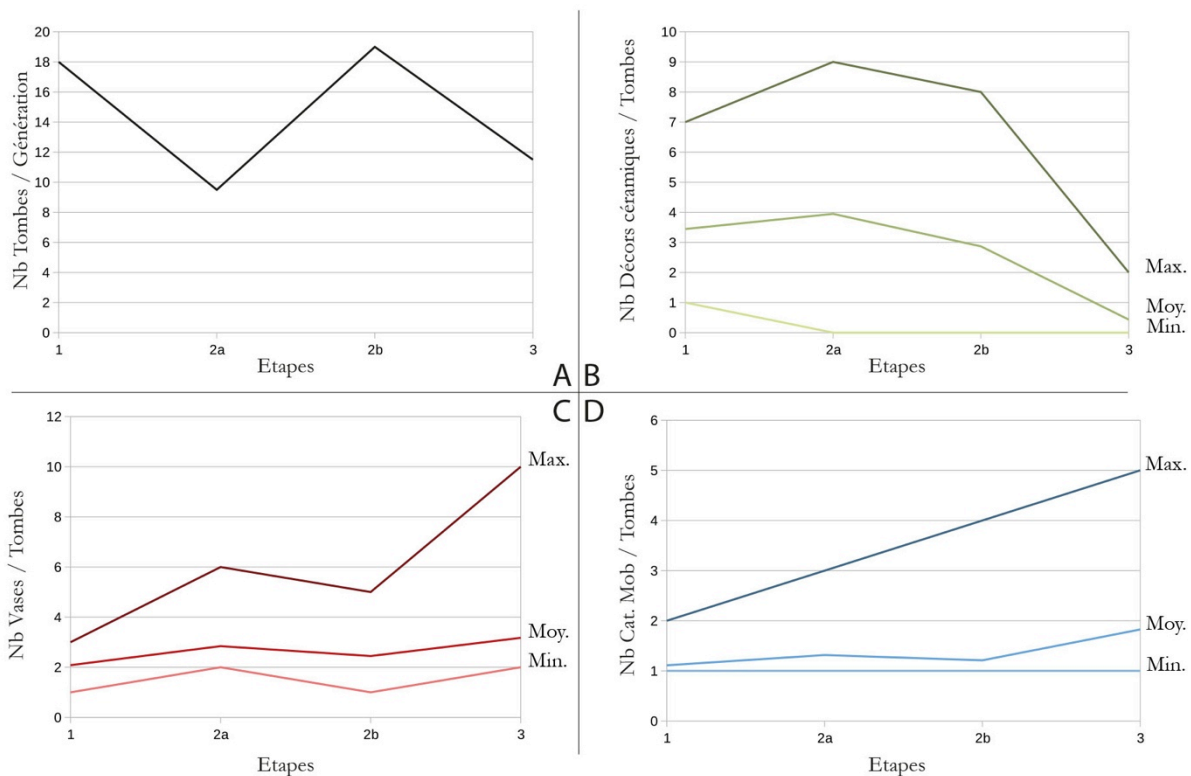 Nb Tombes / Génération
20
18
16
14
12
10
8
6
4
2
0
1 2a 2b 3
Etapes
A
Nb Décors céramiques / Tombes
10
9
8
7
6
5
4
3
2
1
0
Max.
Moy.
Min.
1 2a 2b 3
Etapes
B
C
Nb Vases / Tombes
12
10
8
6
4
2
0
Max.
Moy.
Min.
1 2a 2b 3
Etapes
D
Nb Cat. Mob / Tombes
6
5
4
3
2
1
0
Max.
Moy.
Min.
1 2a 2b 3
Etapes